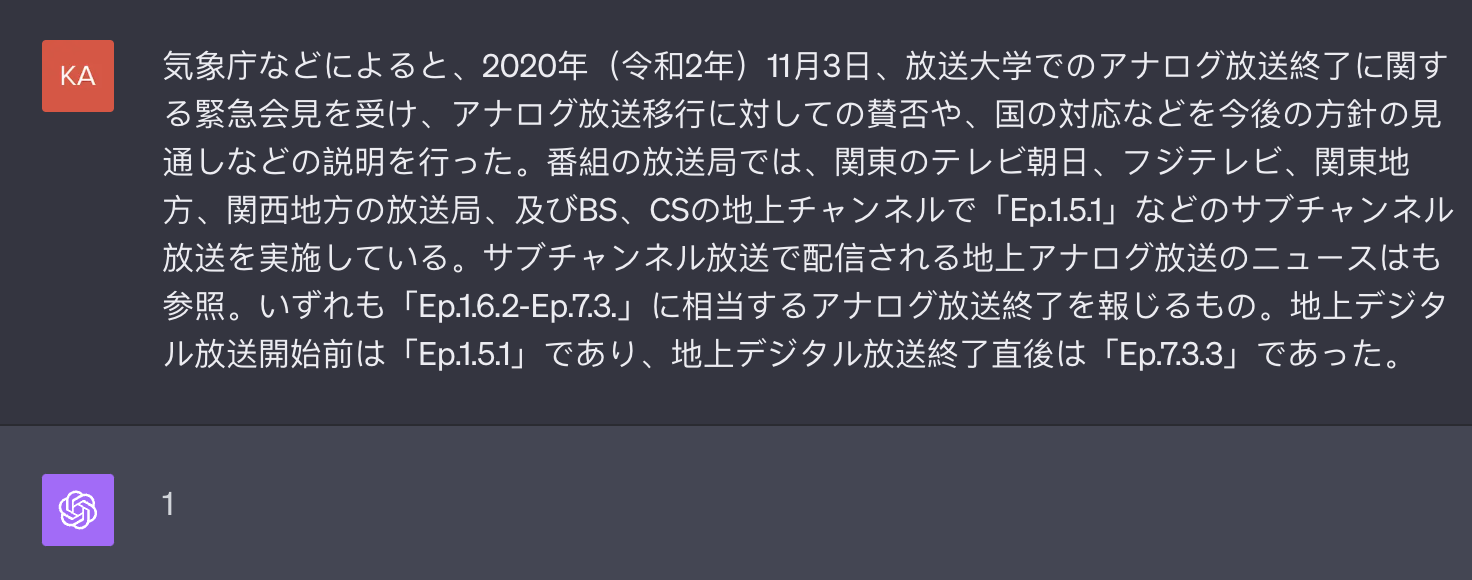 KA
気象庁などによると、2020年（令和2年）11月3日、放送大学でのアナログ放送終了に関す
る緊急会見を受け、アナログ放送移行に対しての賛否や、国の対応などを今後の方針の見
通しなどの説明を行った。番組の放送局では、関東のテレビ朝日、フジテレビ、関東地
方、関西地方の放送局、及びBS、CSの地上チャンネルで「Ep.1.5.1」などのサブチャンネル
放送を実施している。サブチャンネル放送で配信される地上アナログ放送のニュースはも
参照。いずれも「Ep.1.6.2-Ep.7.3.」に相当するアナログ放送終了を報じるもの。地上デジタ
ル放送開始前は「Ep.1.5.1」であり、地上デジタル放送終了直後は「Ep.7.3.3」であった。
1